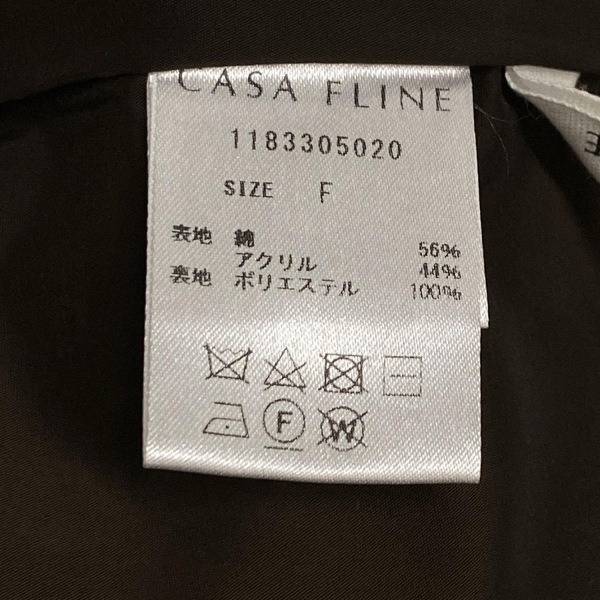 CASA FLINE
1183305020
SIZE F
表地 綿 56%
アクリル 44%
裏地 ポリエステル 100%
F W